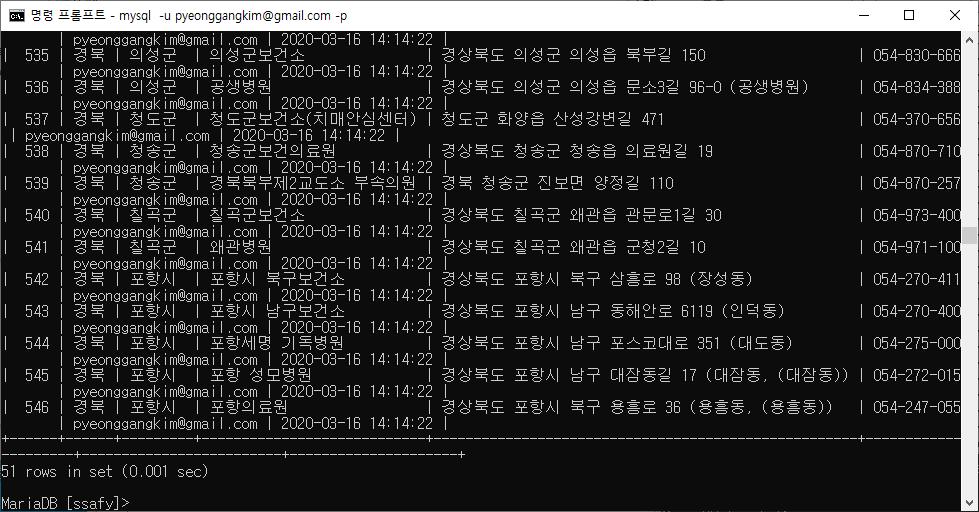 명령 프롬프트 - mysql -u pyeonggangkim@gmail.com -p
| pyeonggangkim@gmail.com | 2020-03-16 14:14:22 |
| 535 | 경북 | 의성군 | 의성군보건소 | 경상북도 의성군 의성읍 북부길 150 | 054-830-666
| pyeonggangkim@gmail.com | 2020-03-16 14:14:22 |
| 536 | 경북 | 의성군 | 공생병원 | 경상북도 의성군 의성읍 문소3길 96-0 (공생병원) | 054-834-388
| pyeonggangkim@gmail.com | 2020-03-16 14:14:22 |
| 537 | 경북 | 청도군 | 청도군보건소(치매안심센터) | 청도군 화양읍 산성강변길 471 | 054-370-656
| pyeonggangkim@gmail.com | 2020-03-16 14:14:22 |
| 538 | 경북 | 청송군 | 청송군보건의료원 | 경상북도 청송군 청송읍 의료원길 19 | 054-870-710
| pyeonggangkim@gmail.com | 2020-03-16 14:14:22 |
| 539 | 경북 | 청송군 | 경북북부제2교도소 부속의원 | 경북 청송군 진보면 양정길 110 | 054-870-257
| pyeonggangkim@gmail.com | 2020-03-16 14:14:22 |
| 540 | 경북 | 칠곡군 | 칠곡군보건소 | 경상북도 칠곡군 왜관읍 관문로1길 30 | 054-973-400
| pyeonggangkim@gmail.com | 2020-03-16 14:14:22 |
| 541 | 경북 | 칠곡군 | 왜관병원 | 경상북도 칠곡군 왜관읍 군청2길 10 | 054-971-100
| pyeonggangkim@gmail.com | 2020-03-16 14:14:22 |
| 542 | 경북 | 포항시 | 포항시 북구보건소 | 경상북도 포항시 북구 삼흥로 98 (장성동) | 054-270-411
| pyeonggangkim@gmail.com | 2020-03-16 14:14:22 |
| 543 | 경북 | 포항시 | 포항시 남구보건소 | 경상북도 포항시 남구 동해안로 6119 (인덕동) | 054-270-400
| pyeonggangkim@gmail.com | 2020-03-16 14:14:22 |
| 544 | 경북 | 포항시 | 포항세명 기독병원 | 경상북도 포항시 남구 포스코대로 351 (대도동) | 054-275-000
| pyeonggangkim@gmail.com | 2020-03-16 14:14:22 |
| 545 | 경북 | 포항시 | 포항 성모병원 | 경상북도 포항시 남구 대잠동길 17 (대잠동, (대잠동)) | 054-272-015
| pyeonggangkim@gmail.com | 2020-03-16 14:14:22 |
| 546 | 경북 | 포항시 | 포항의료원 | 경상북도 포항시 북구 용흥로 36 (용흥동, (용흥동)) | 054-247-055
| pyeonggangkim@gmail.com | 2020-03-16 14:14:22 |
51 rows in set (0.001 sec)
MariaDB [ssafy]>